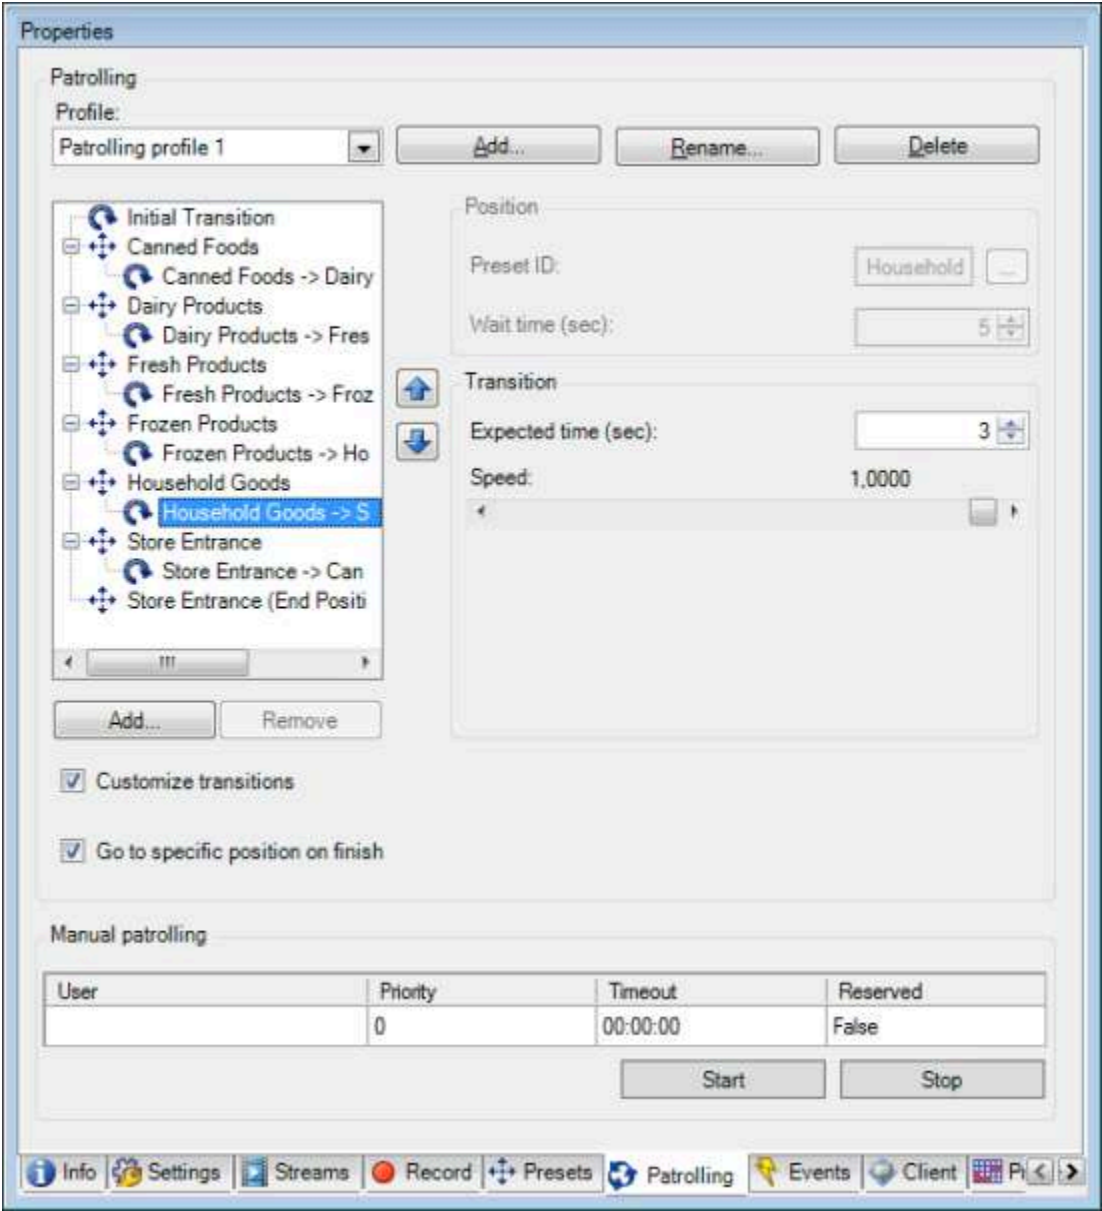 Properties
Patrolling
Profile:
Patrolling profile 1 Add... Rename... Delete
Initial Transition
Canned Foods
Canned Foods -> Dairy
Dairy Products
Dairy Products -> Fres
Fresh Products
Fresh Products -> Froz
Frozen Products
Frozen Products -> Ho
Household Goods
Household Goods -> S
Store Entrance
Store Entrance -> Can
Store Entrance (End Positi
Position
Preset ID: Household ...
Wait time (sec): 5
Transition
Expected time (sec): 3
Speed: 1,0000
Add... Remove
Customize transitions
Go to specific position on finish
Manual patrolling
User Priority Timeout Reserved
0 00:00:00 False
Start Stop
Info Settings Streams Record Presets Patrolling Events Client